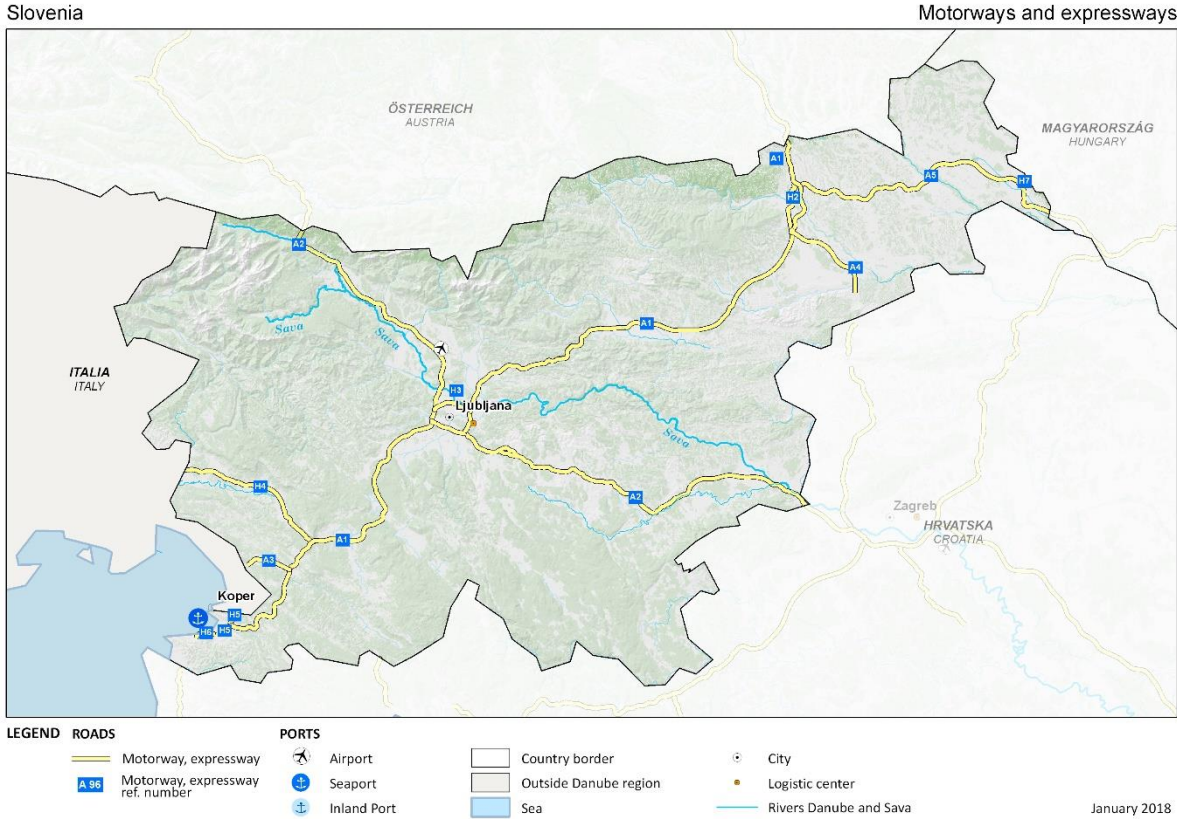 Slovenia
Motorways and expressways
ÖSTERREICH
AUSTRIA
MAGYARORSZÁG
HUNGARY
A1
A5
H7
H2
A2
A4
Sava
A1
Sava
ITALIA
ITALY
H3
Ljubljana
Sava
H4
A2
Zagreb
HRVATSKA
CROATIA
A1
A3
Koper
H5
H6
H5
LEGEND
ROADS
Motorway, expressway
A 96
Motorway, expressway
ref. number
PORTS
Airport
Seaport
Inland Port
Country border
Outside Danube region
Sea
City
Logistic center
Rivers Danube and Sava
January 2018